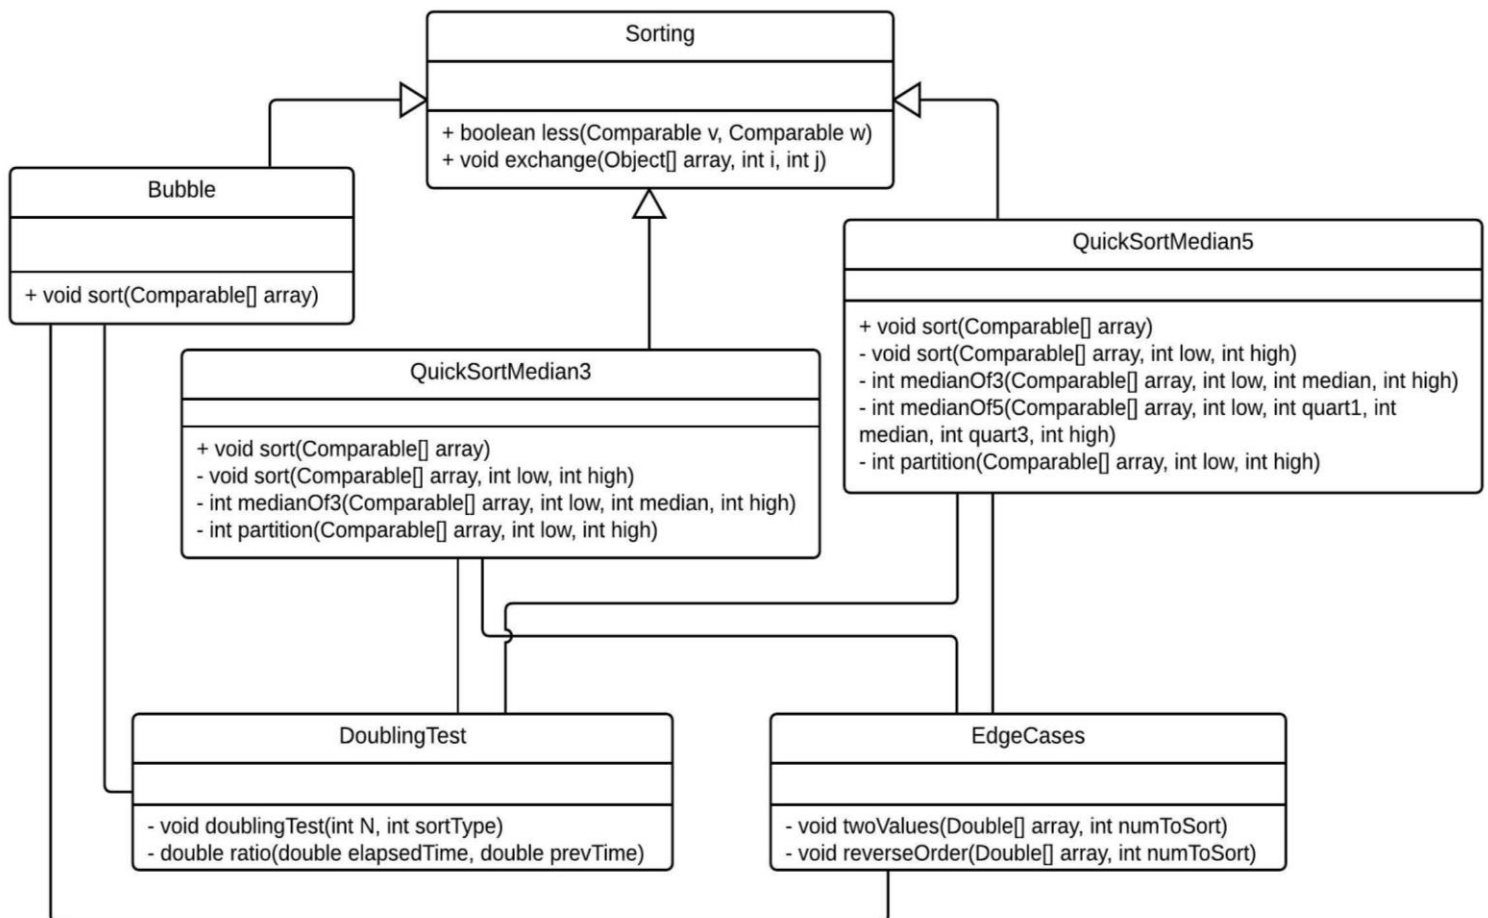 Sorting
+ boolean less(Comparable v, Comparable w)
+ void exchange(Object[] array, int i, int j)
Bubble
+ void sort(Comparable[] array)
QuickSortMedian5
+ void sort(Comparable[] array)
- void sort(Comparable[] array, int low, int high)
- int medianOf3(Comparable[] array, int low, int median, int high)
- int medianOf5(Comparable[] array, int low, int quart1, int
median, int quart3, int high)
- int partition(Comparable[] array, int low, int high)
QuickSortMedian3
+ void sort(Comparable[] array)
- void sort(Comparable[] array, int low, int high)
- int medianOf3(Comparable[] array, int low, int median, int high)
- int partition(Comparable[] array, int low, int high)
DoublingTest
- void doublingTest(int N, int sortType)
- double ratio(double elapsedTime, double prevTime)
EdgeCases
- void twoValues(Double[] array, int numToSort)
- void reverseOrder(Double[] array, int numToSort)